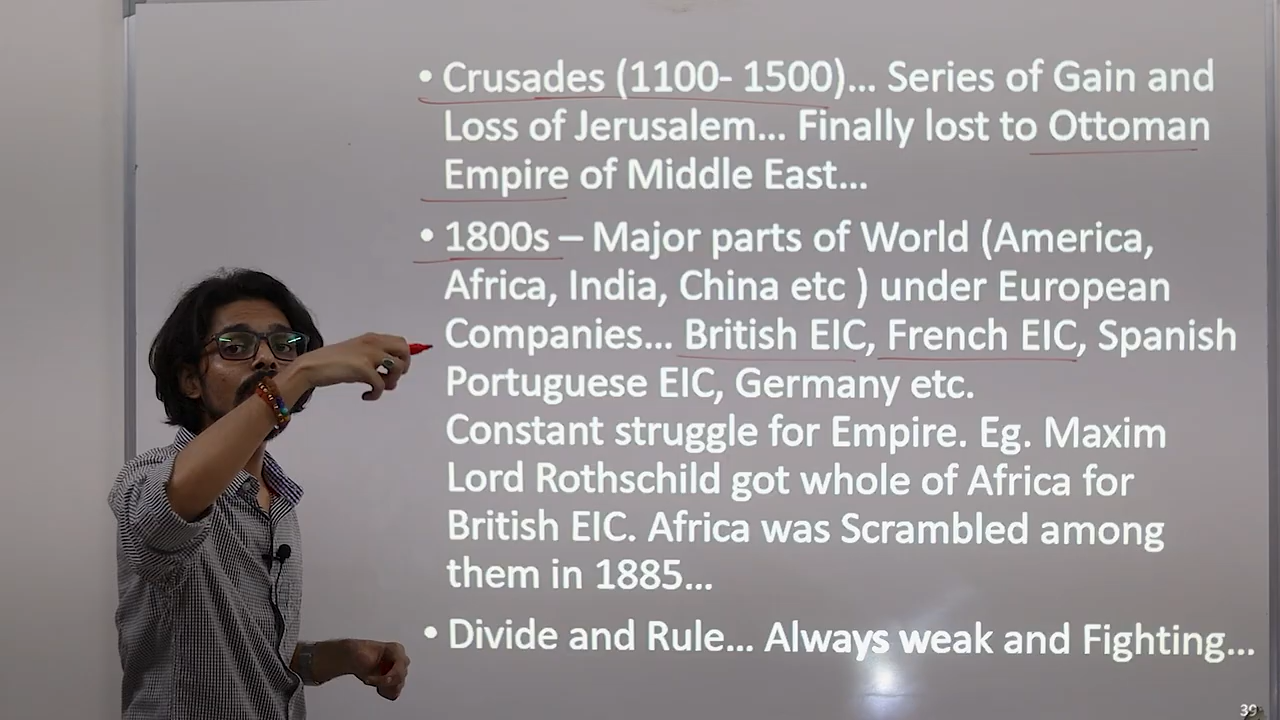 • Crusades (1100- 1500)... Series of Gain and
Loss of Jerusalem... Finally lost to Ottoman
Empire of Middle East...
• 1800s – Major parts of World (America,
Africa, India, China etc ) under European
Companies... British EIC, French EIC, Spanish
Portuguese EIC, Germany etc.
Constant struggle for Empire. Eg. Maxim
Lord Rothschild got whole of Africa for
British EIC. Africa was Scrambled among
them in 1885...
• Divide and Rule... Always weak and Fighting...
39